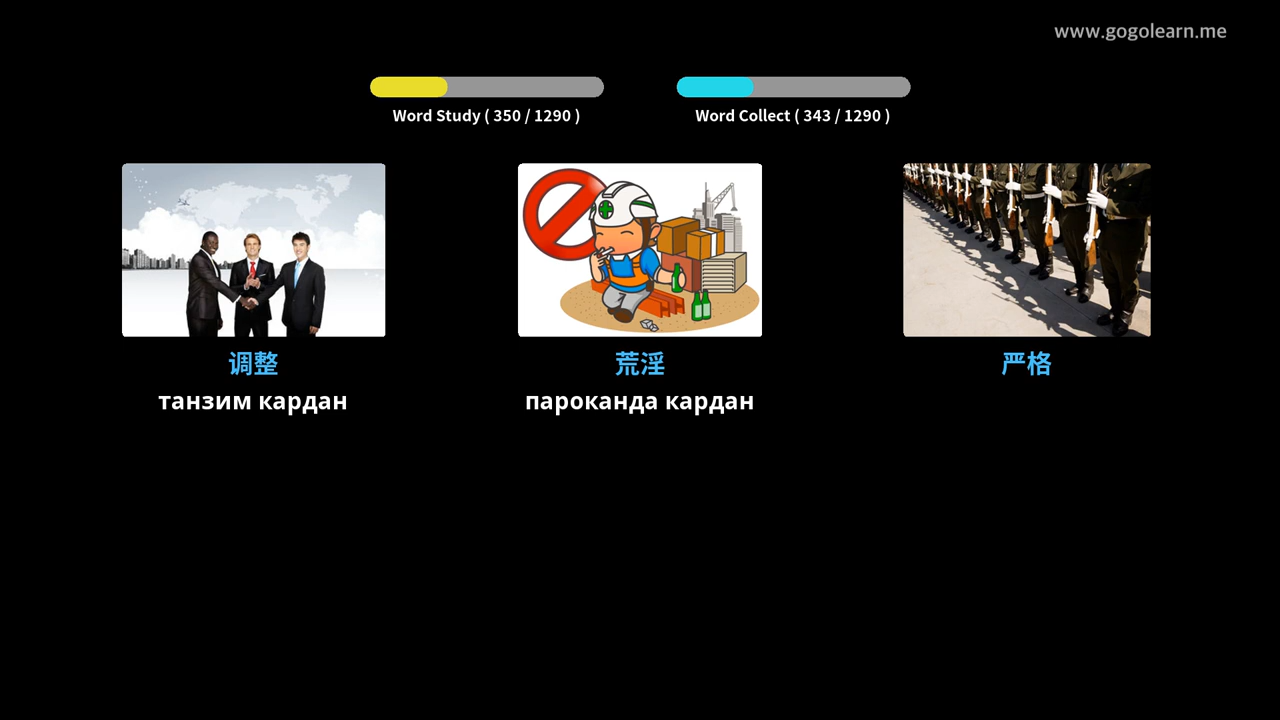 www.gogolearn.me
Word Study ( 350 / 1290 )
Word Collect ( 343 / 1290 )
调整
танзим кардан
荒淫
пароканда кардан
严格